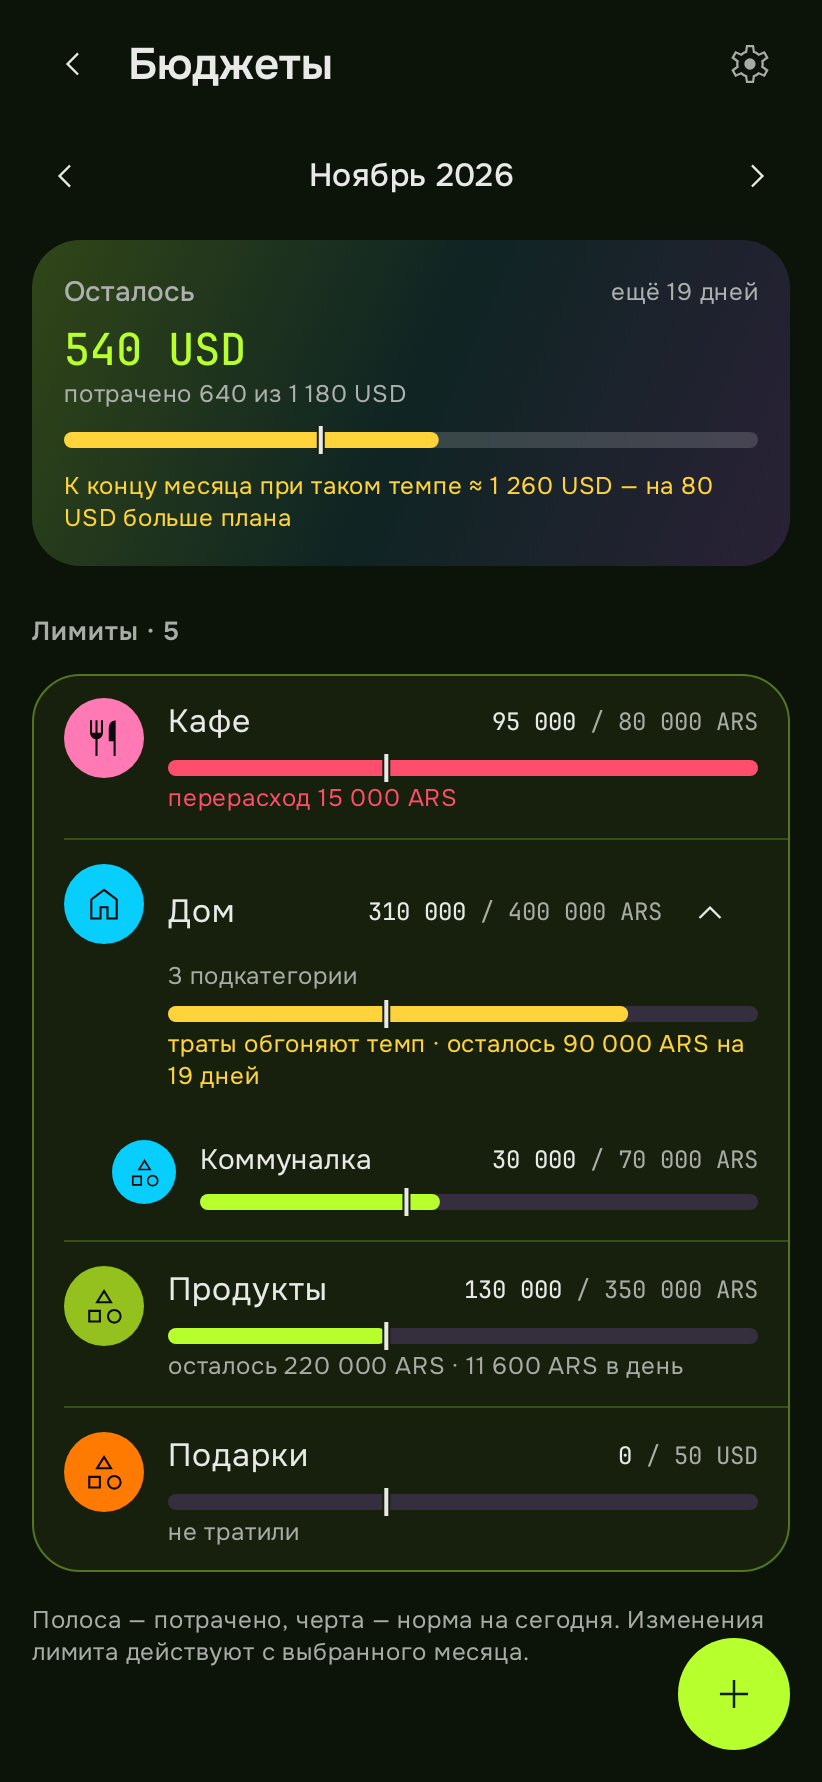 Бюджеты
Ноябрь 2026
Осталось
ещё 19 дней
540 USD
потрачено 640 из 1 180 USD
К концу месяца при таком темпе ≈ 1 260 USD — на 80
USD больше плана
Лимиты · 5
Кафе
95 000 / 80 000 ARS
перерасход 15 000 ARS
Дом
310 000 / 400 000 ARS
3 подкатегории
траты обгоняют темп · осталось 90 000 ARS на
19 дней
Коммуналка
30 000 / 70 000 ARS
Продукты
130 000 / 350 000 ARS
осталось 220 000 ARS · 11 600 ARS в день
Подарки
0 / 50 USD
не тратили
Полоса — потрачено, черта — норма на сегодня. Изменения
лимита действуют с выбранного месяца.